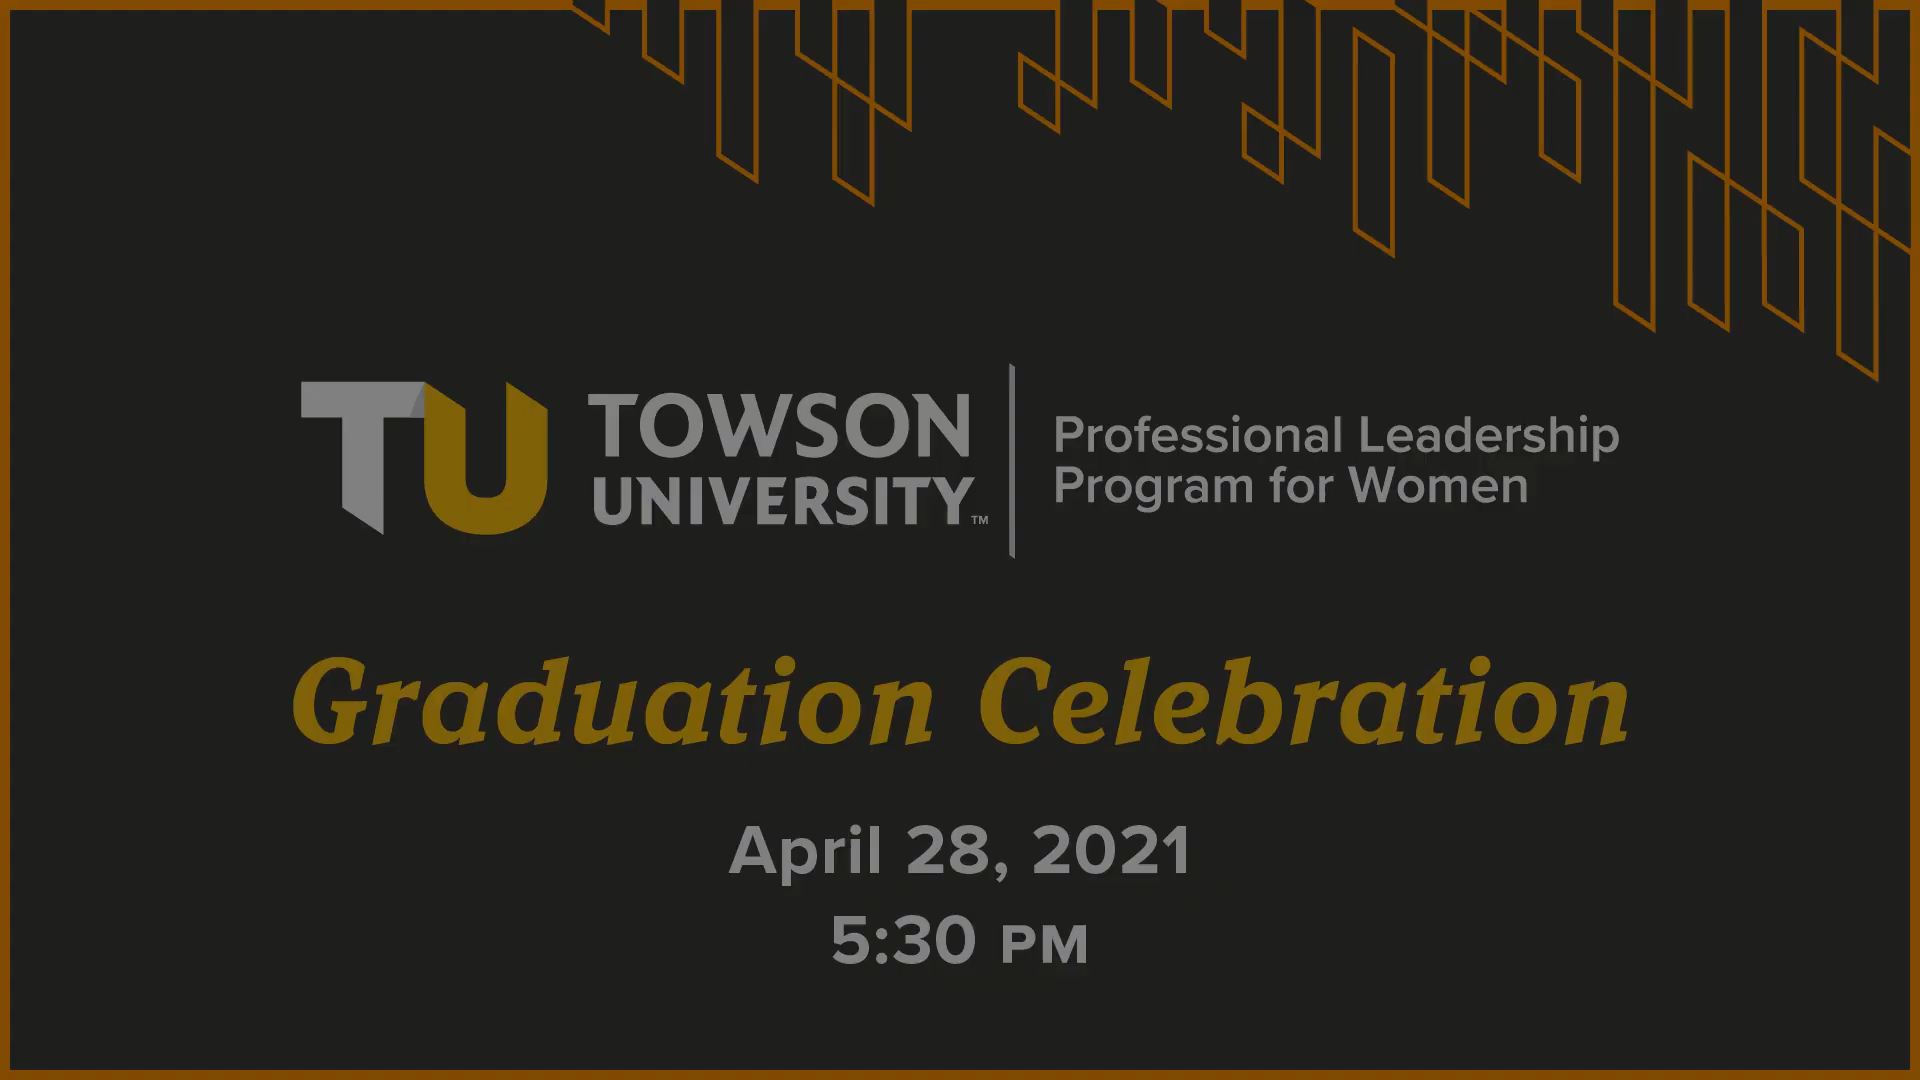 TU TOWSON UNIVERSITY™
Professional Leadership
Program for Women
Graduation Celebration
April 28, 2021
5:30 PM